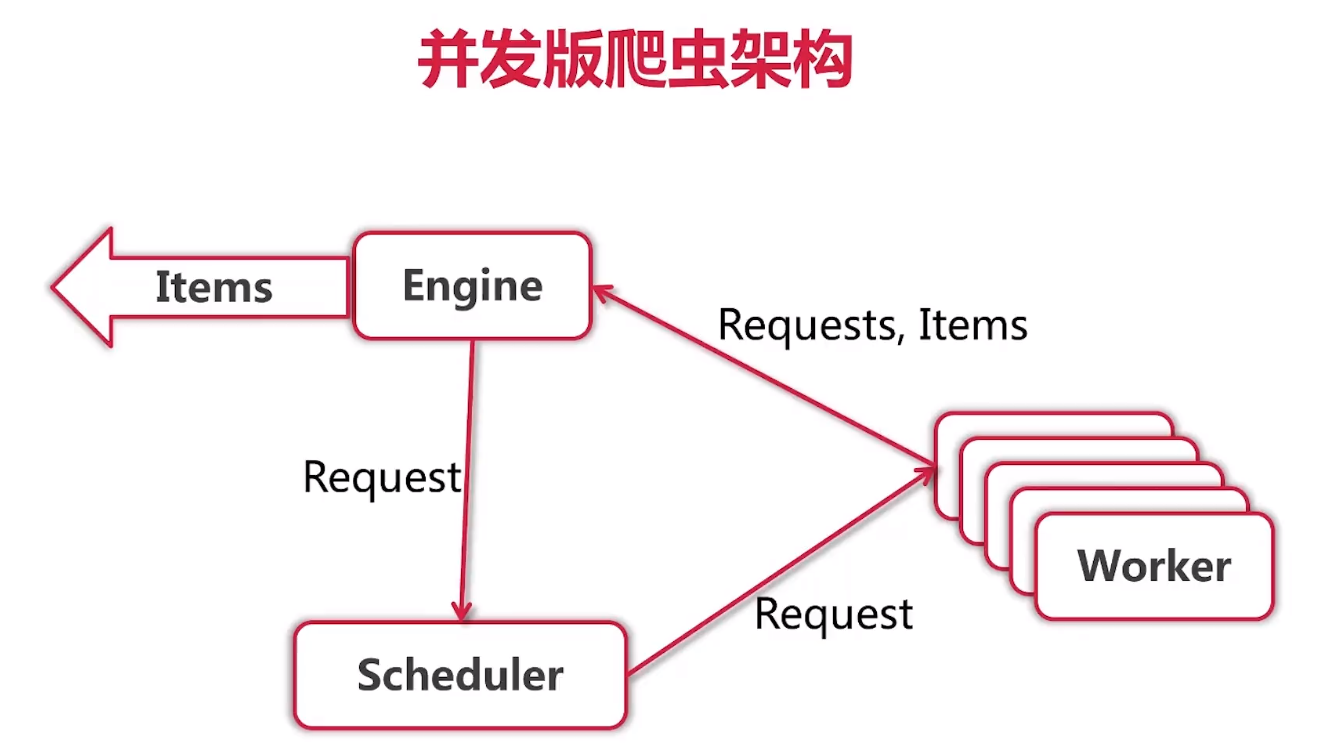 并发版爬虫架构
Items
Engine
Requests, Items
Request
Worker
Request
Scheduler